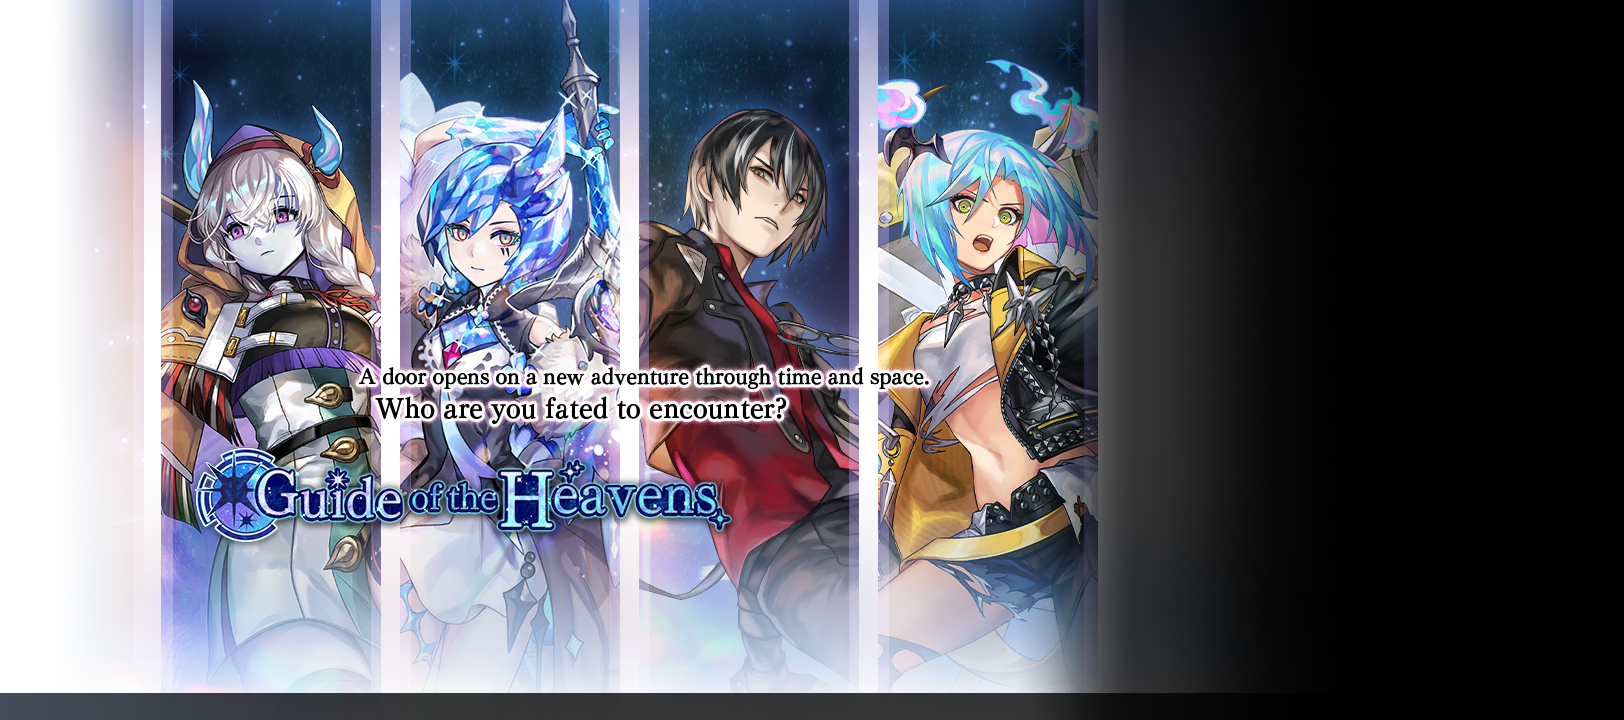 A door opens on a new adventure through time and space.
Who are you fated to encounter?
Guide of the Heavens